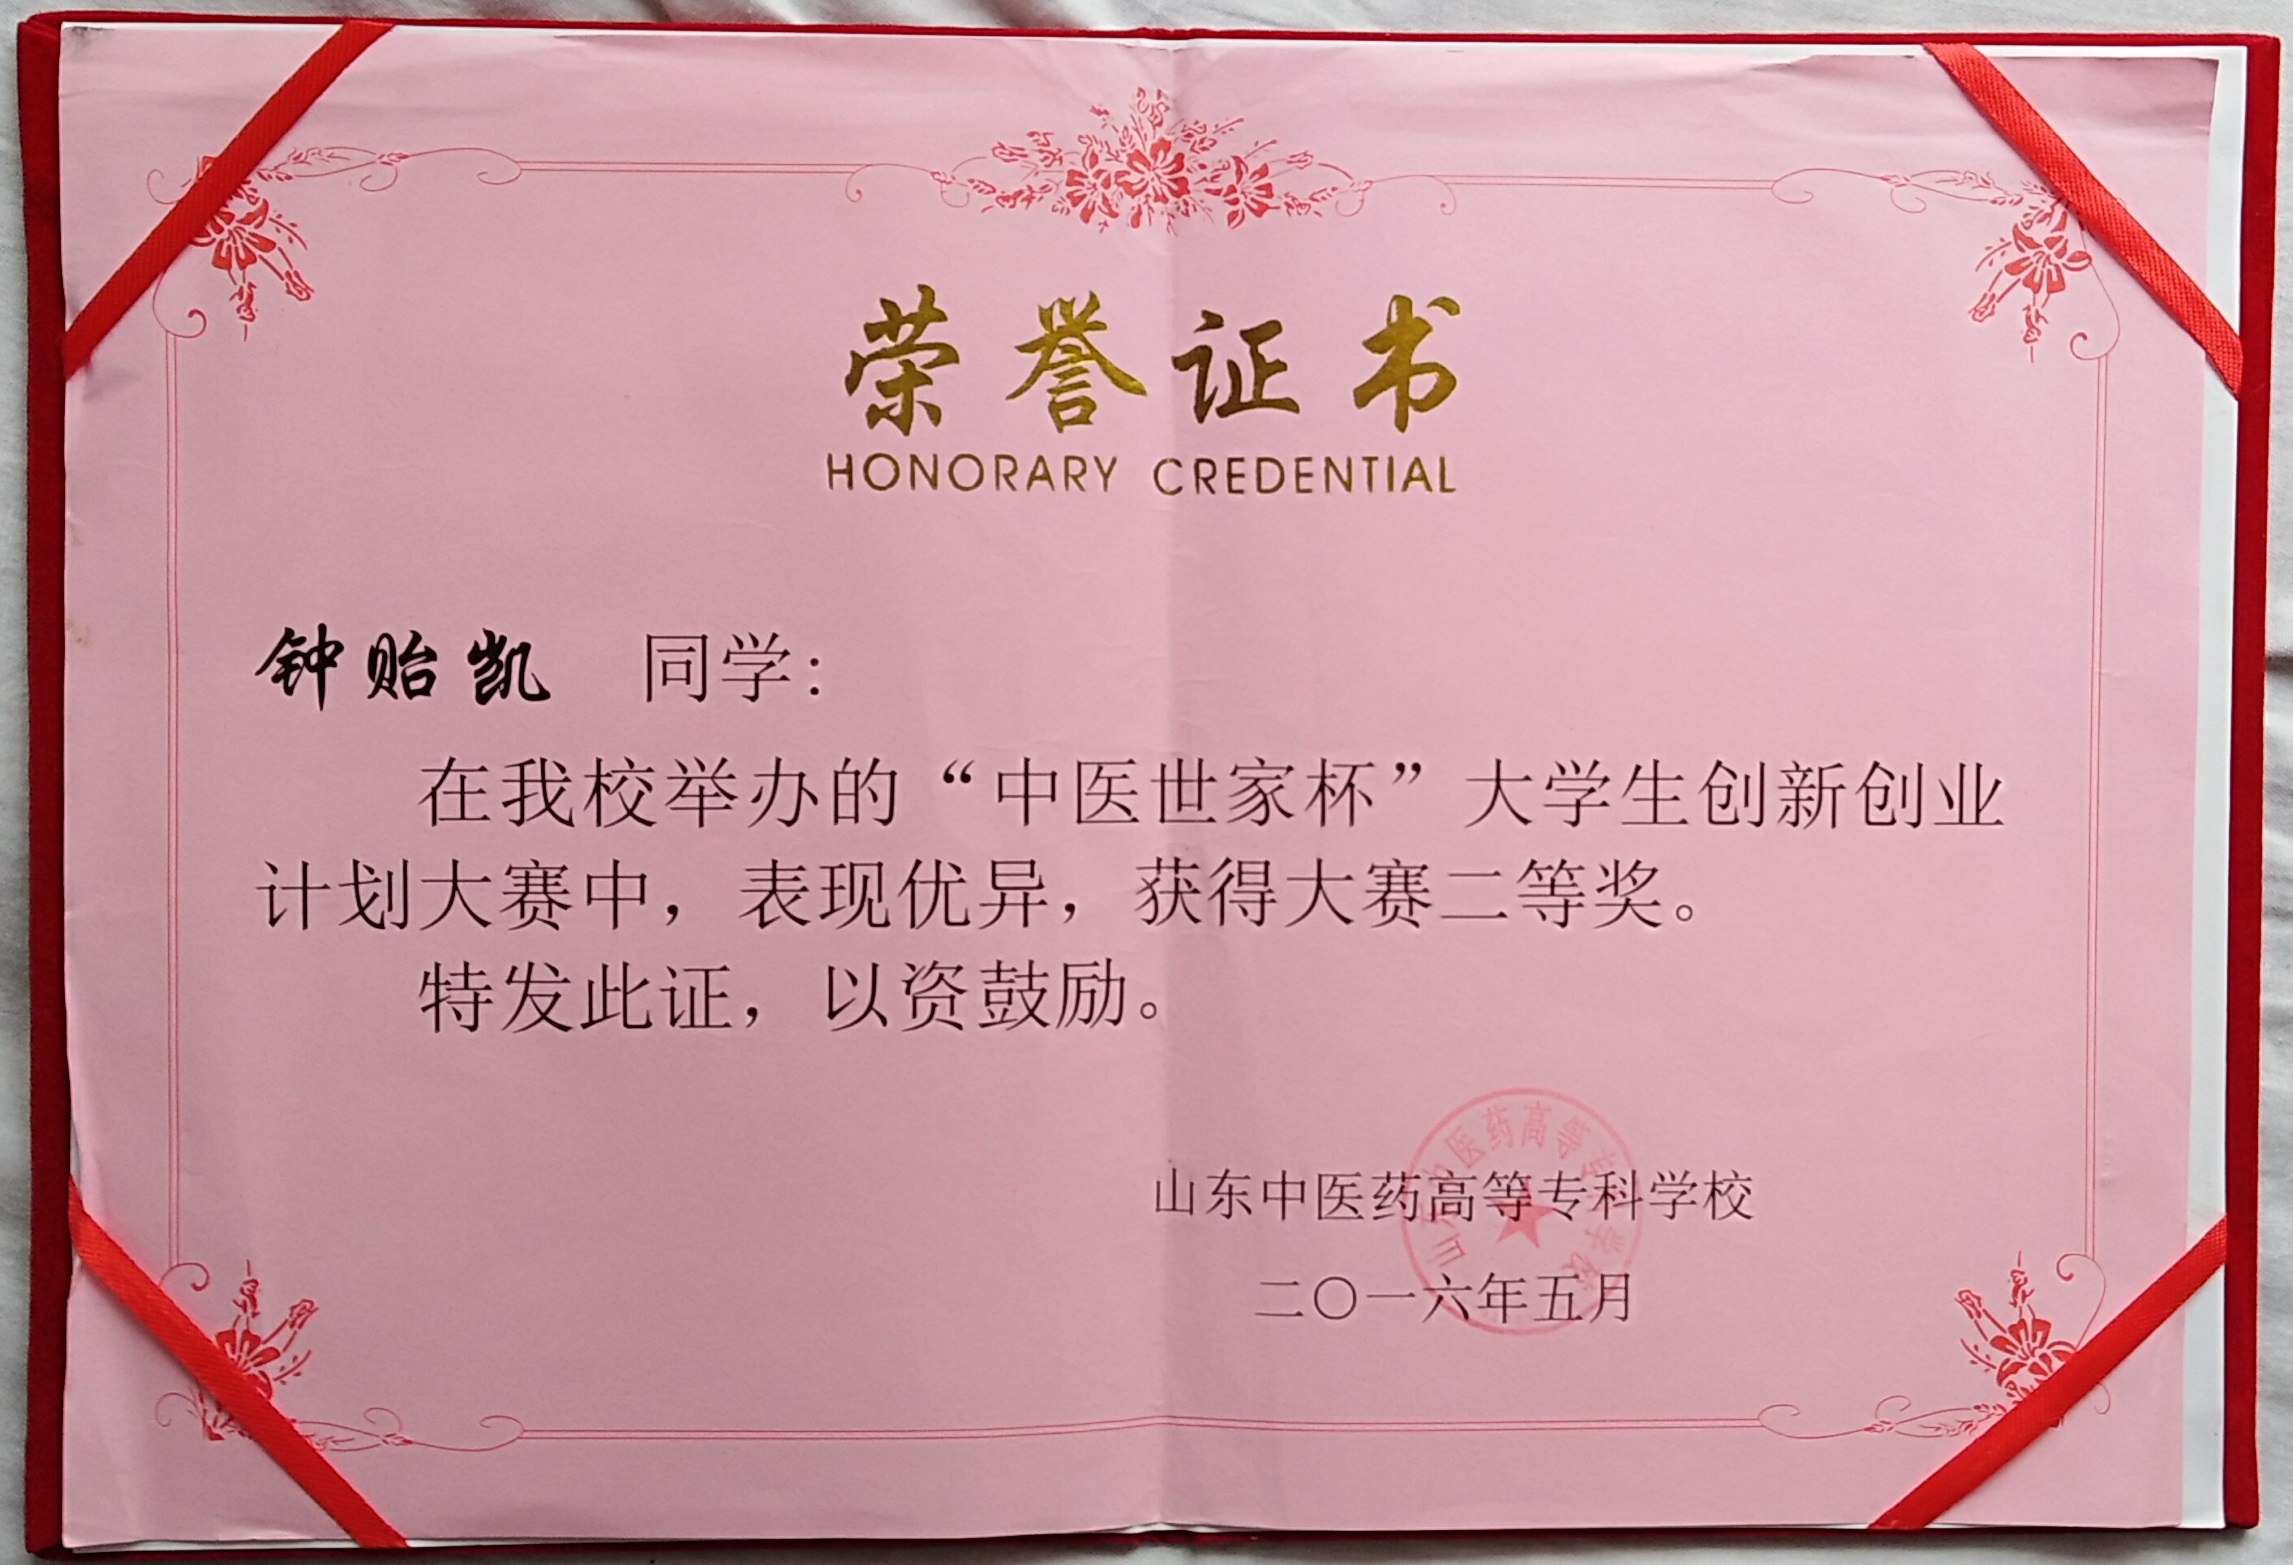 荣誉证书
HONORARY CREDENTIAL
钟贻凯 同学：
在我校举办的“中医世家杯”大学生创新创业
计划大赛中，表现优异，获得大赛二等奖。
特发此证，以资鼓励。
山东中医药高等专科学校
二〇一六年五月
山东中医药高等专科学校